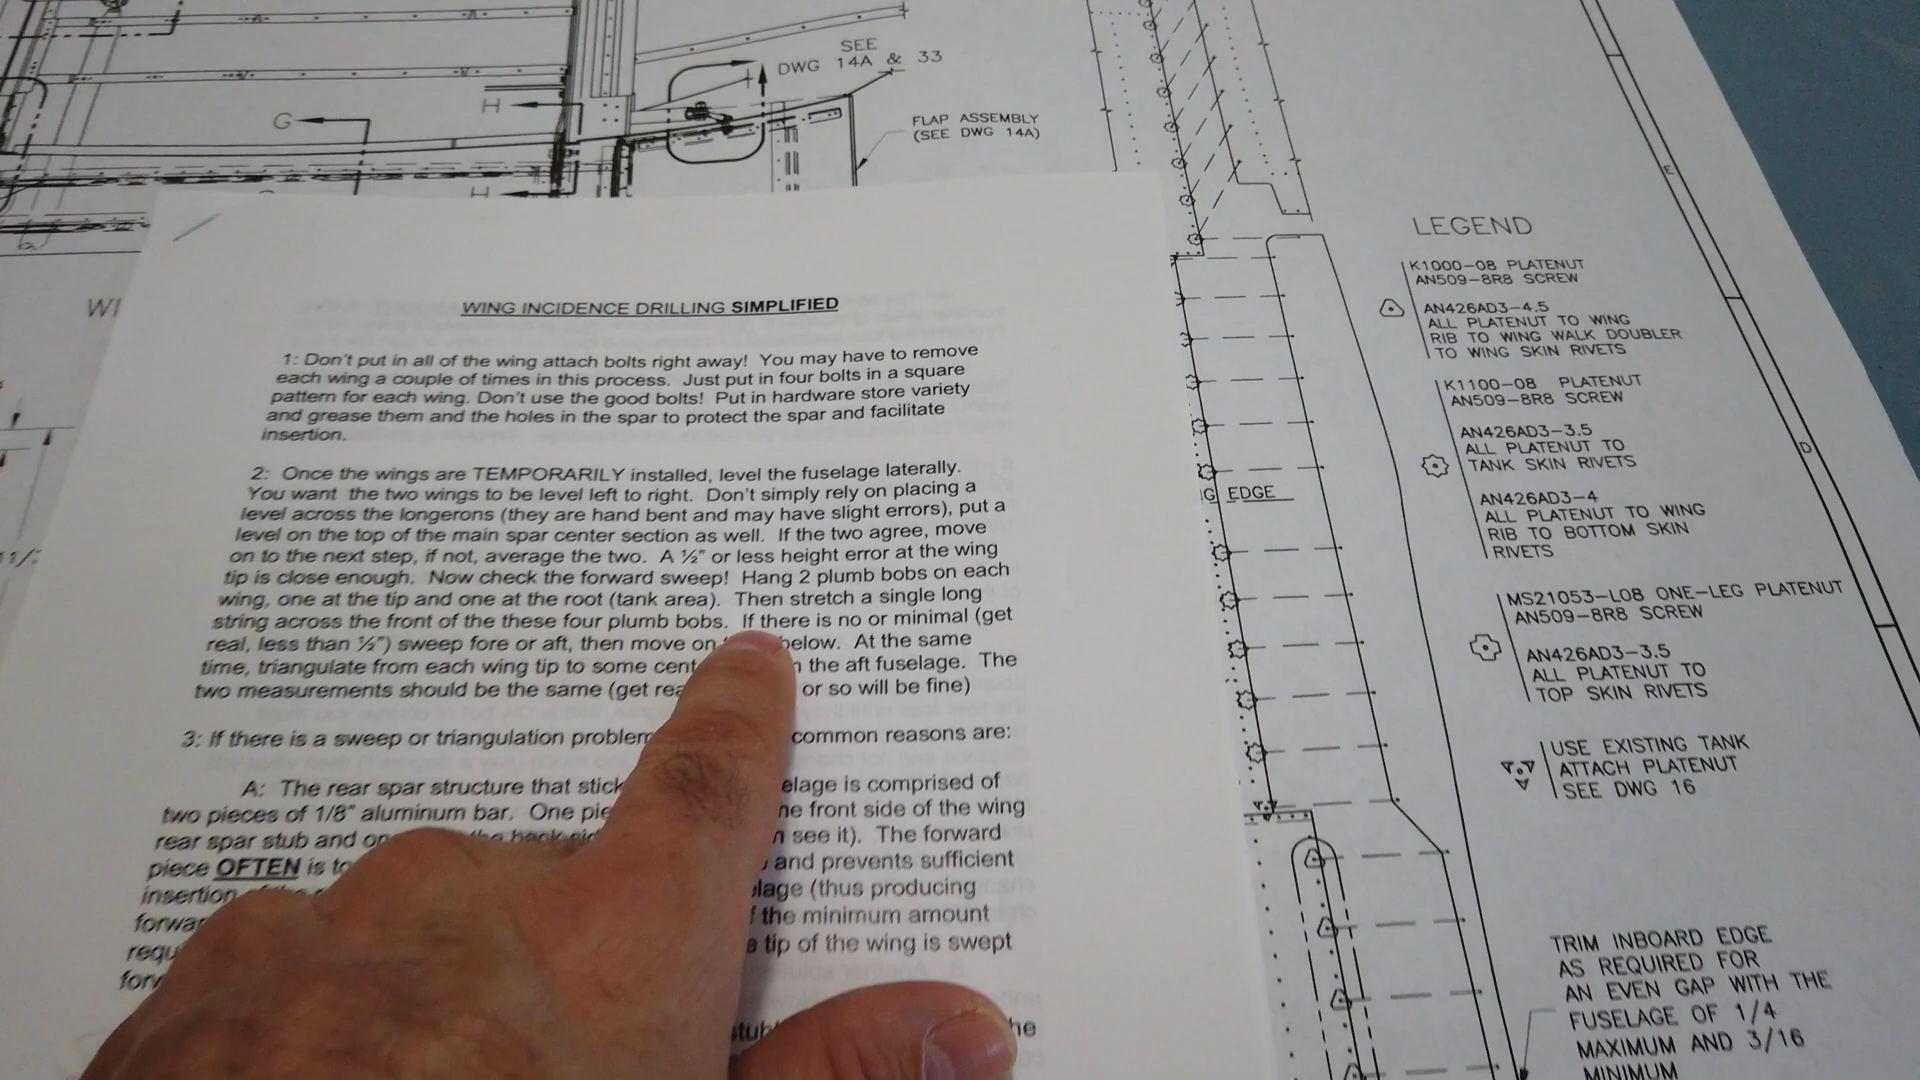 SEE
DWG 14A & 33
H
G
FLAP ASSEMBLY
(SEE DWG 14A)
H
E
WI
WING INCIDENCE DRILLING SIMPLIFIED
1: Don't put in all of the wing attach bolts right away! You may have to remove
each wing a couple of times in this process. Just put in four bolts in a square
pattern for each wing. Don't use the good bolts! Put in hardware store variety
and grease them and the holes in the spar to protect the spar and facilitate
insertion.
2: Once the wings are TEMPORARILY installed, level the fuselage laterally.
You want the two wings to be level left to right. Don't simply rely on placing a
level across the longerons (they are hand bent and may have slight errors), put a
level on the top of the main spar center section as well. If the two agree, move
on to the next step, if not, average the two. A ½" or less height error at the wing
tip is close enough. Now check the forward sweep! Hang 2 plumb bobs on each
wing, one at the tip and one at the root (tank area). Then stretch a single long
string across the front of the these four plumb bobs. If there is no or minimal (get
real, less than ½") sweep fore or aft, then move on below. At the same
time, triangulate from each wing tip to some cent the aft fuselage. The
two measurements should be the same (get rea or so will be fine)
3: If there is a sweep or triangulation problem common reasons are:
A: The rear spar structure that stick elage is comprised of
two pieces of 1/8" aluminum bar. One pie he front side of the wing
rear spar stub and on see it). The forward
piece OFTEN is to and prevents sufficient
insertion elage (thus producing
forwar f the minimum amount
requ e tip of the wing is swept
forw
stub he
G EDGE
LEGEND
K1000-08 PLATENUT
AN509-8R8 SCREW
AN426AD3-4.5
ALL PLATENUT TO WING
RIB TO WING WALK DOUBLER
TO WING SKIN RIVETS
K1100-08 PLATENUT
AN509-8R8 SCREW
AN426AD3-3.5
ALL PLATENUT TO
TANK SKIN RIVETS
AN426AD3-4
ALL PLATENUT TO WING
RIB TO BOTTOM SKIN
RIVETS
MS21053-L08 ONE-LEG PLATENUT
AN509-8R8 SCREW
AN426AD3-3.5
ALL PLATENUT TO
TOP SKIN RIVETS
USE EXISTING TANK
ATTACH PLATENUT
SEE DWG 16
D
TRIM INBOARD EDGE
AS REQUIRED FOR
AN EVEN GAP WITH THE
FUSELAGE OF 1/4
MAXIMUM AND 3/16
MINIMUM